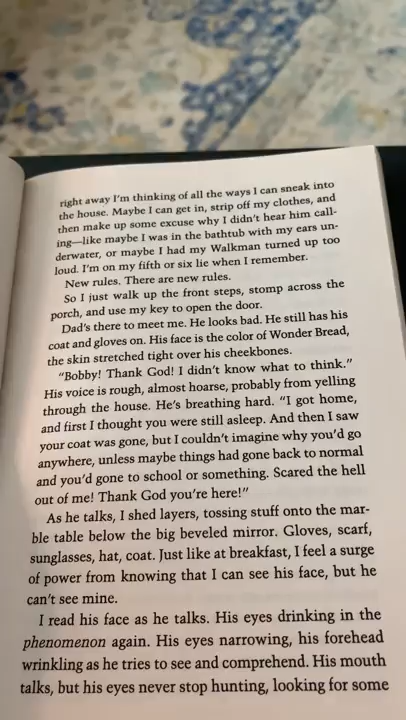 right away I'm thinking of all the ways I can sneak into
the house. Maybe I can get in, strip off my clothes, and
then make up some excuse why I didn't hear him call-
ing—like maybe I was in the bathtub with my ears un-
derwater, or maybe I had my Walkman turned up too
loud. I'm on my fifth or six lie when I remember.
New rules. There are new rules.
So I just walk up the front steps, stomp across the
porch, and use my key to open the door.
Dad's there to meet me. He looks bad. He still has his
coat and gloves on. His face is the color of Wonder Bread,
the skin stretched tight over his cheekbones.
"Bobby! Thank God! I didn't know what to think."
His voice is rough, almost hoarse, probably from yelling
through the house. He's breathing hard. "I got home,
and first I thought you were still asleep. And then I saw
your coat was gone, but I couldn't imagine why you'd go
anywhere, unless maybe things had gone back to normal
and you'd gone to school or something. Scared the hell
out of me! Thank God you're here!"
As he talks, I shed layers, tossing stuff onto the mar-
ble table below the big beveled mirror. Gloves, scarf,
sunglasses, hat, coat. Just like at breakfast, I feel a surge
of power from knowing that I can see his face, but he
can't see mine.
I read his face as he talks. His eyes drinking in the
phenomenon again. His eyes narrowing, his forehead
wrinkling as he tries to see and comprehend. His mouth
talks, but his eyes never stop hunting, looking for some